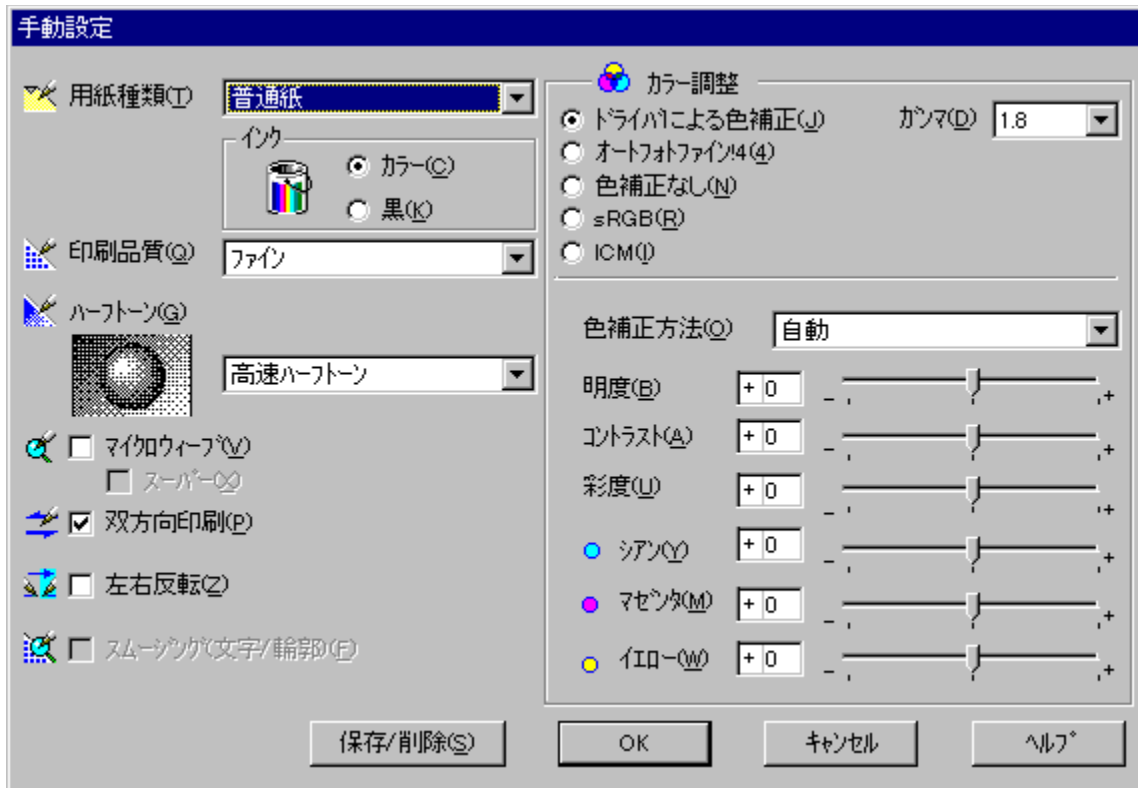 手動設定
用紙種類(T)
普通紙
インク
カラー(C)
黒(K)
印刷品質(Q)
ファイン
ハーフトーン(G)
高速ハーフトーン
マイクロウィーブ(V)
スーパー(X)
双方向印刷(P)
左右反転(Z)
スムージング(文字/輪郭)(F)
カラー調整
ドライバによる色補正(J)
ガンマ(D) 1.8
オートフォトファイン!4(4)
色補正なし(N)
sRGB(R)
ICM(I)
色補正方法(O) 自動
明度(B) +0 - +
コントラスト(A) +0 - +
彩度(U) +0 - +
シアン(Y) +0 - +
マゼンタ(M) +0 - +
イエロー(W) +0 - +
保存/削除(S) OK キャンセル ヘルプ